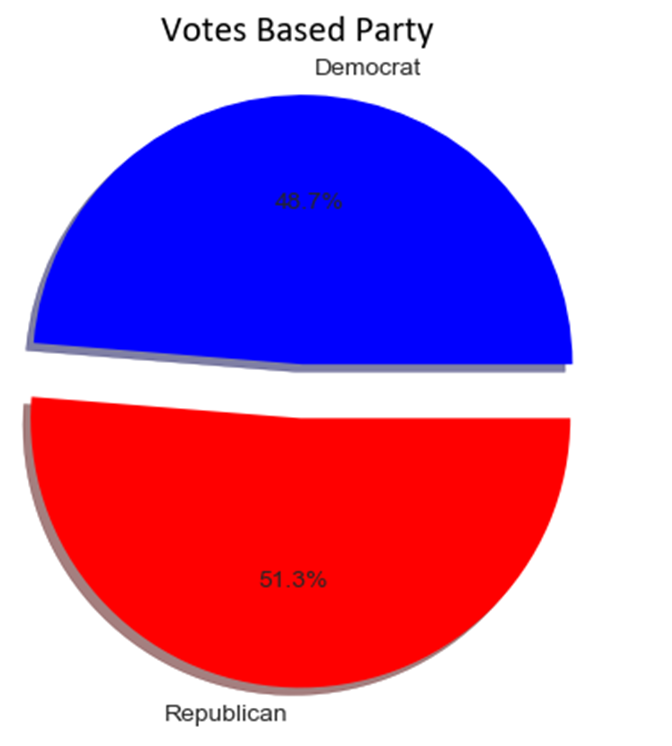 Votes Based Party
Democrat
48.7%
51.3%
Republican